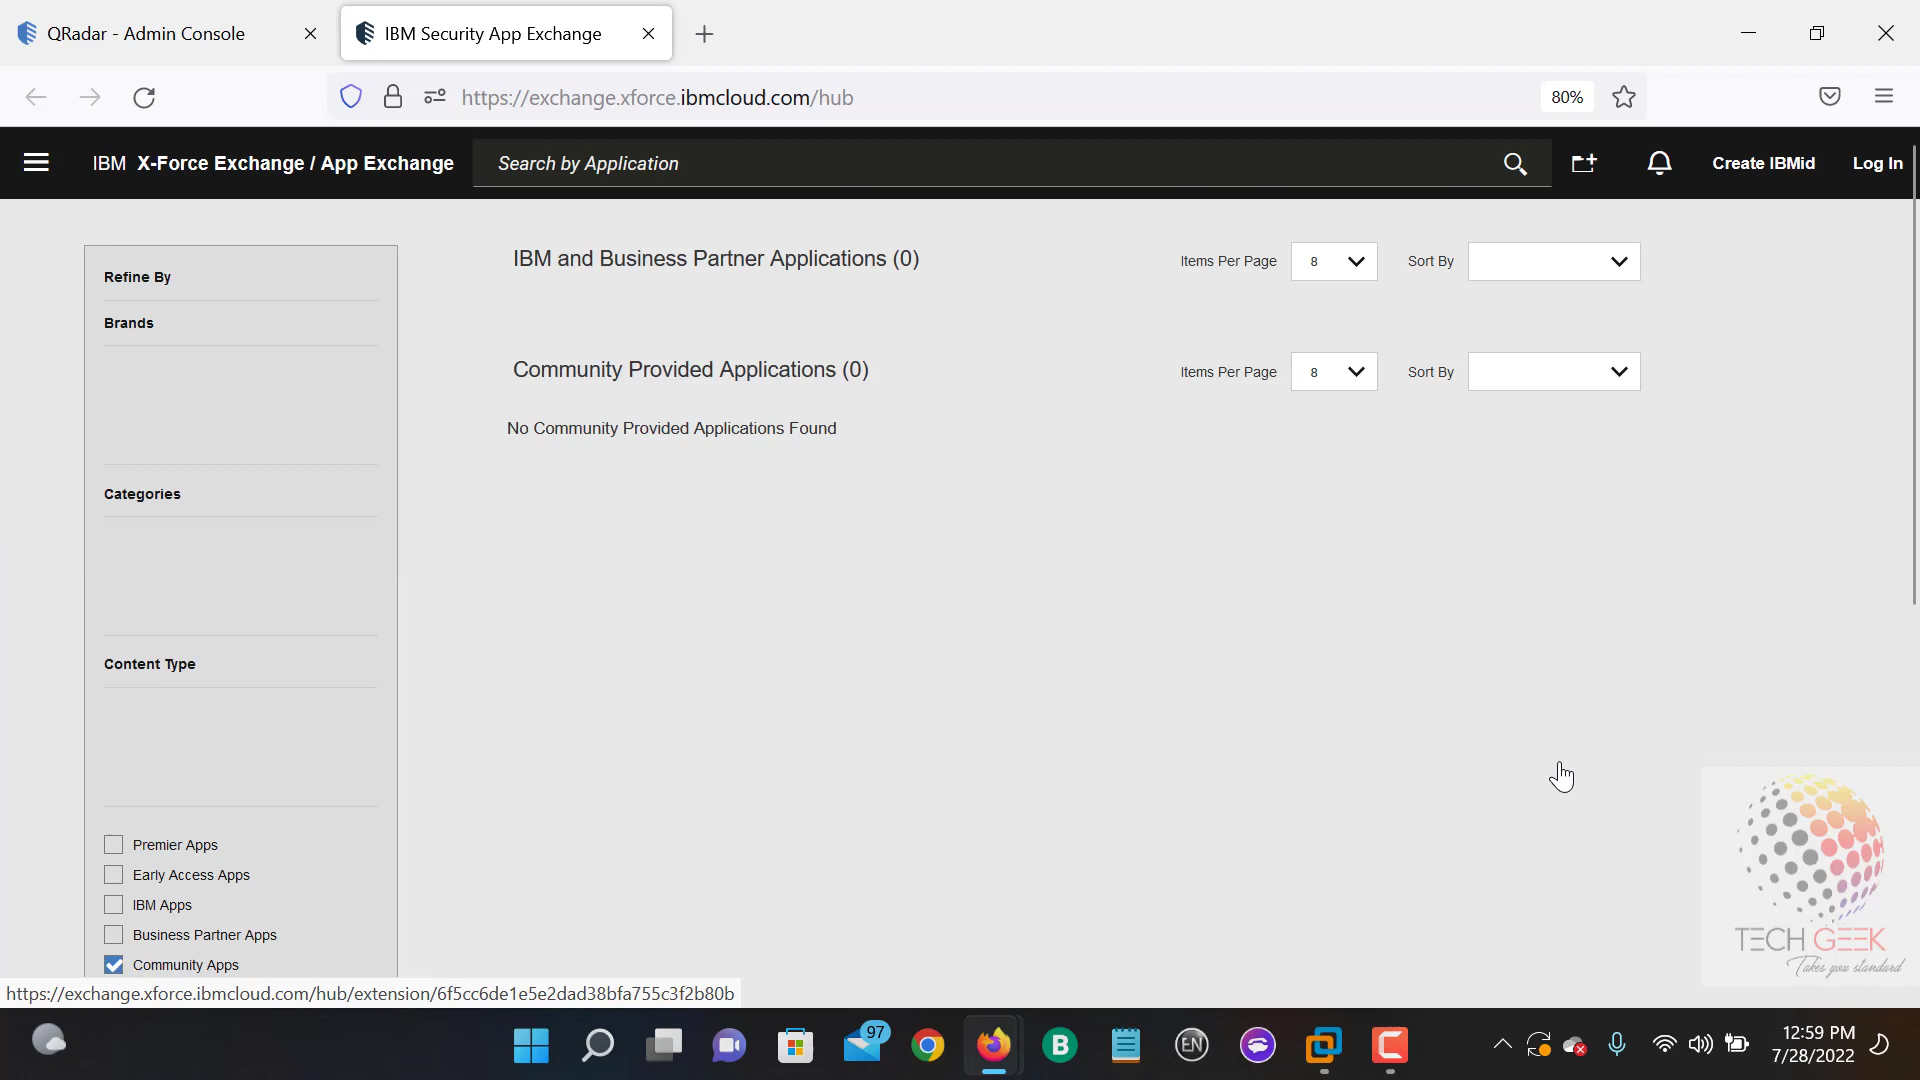 QRadar - Admin Console
IBM Security App Exchange
https://exchange.xforce.ibmcloud.com/hub
80%
IBM X-Force Exchange / App Exchange
Search by Application
Create IBMid
Log In
Refine By
Brands
Categories
Content Type
Premier Apps
Early Access Apps
IBM Apps
Business Partner Apps
Community Apps
IBM and Business Partner Applications (0)
Items Per Page
8
Sort By
Community Provided Applications (0)
Items Per Page
8
Sort By
No Community Provided Applications Found
TECH GEEK
Takes you standard
https://exchange.xforce.ibmcloud.com/hub/extension/6f5cc6de1e5e2dad38bfa755c3f2b80b
97
B
EN
12:59 PM
7/28/2022